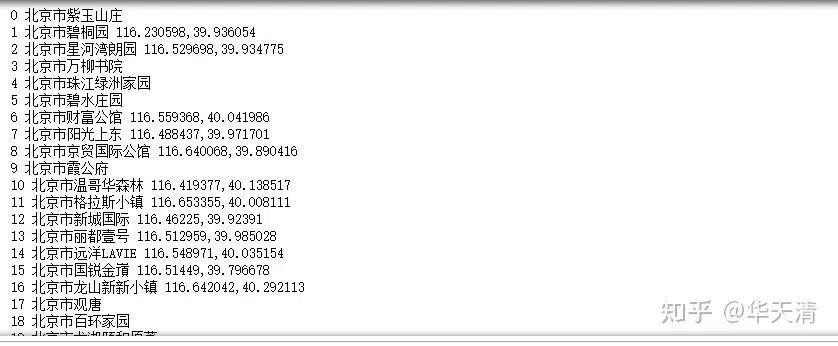 0 北京市紫玉山庄
1 北京市碧桐园 116.230598,39.936054
2 北京市星河湾朗园 116.529698,39.934775
3 北京市万柳书院
4 北京市珠江绿洲家园
5 北京市碧水庄园
6 北京市财富公馆 116.559368,40.041986
7 北京市阳光上东 116.488437,39.971701
8 北京市京贸国际公馆 116.640068,39.890416
9 北京市霞公府
10 北京市温哥华森林 116.419377,40.138517
11 北京市格拉斯小镇 116.653355,40.008111
12 北京市新城国际 116.46225,39.92391
13 北京市丽都壹号 116.512959,39.985028
14 北京市远洋LAVIE 116.548971,40.035154
15 北京市国锐金嵿 116.51449,39.796678
16 北京市龙山新新小镇 116.642042,40.292113
17 北京市观唐
18 北京市百环家园
知乎 @华天清